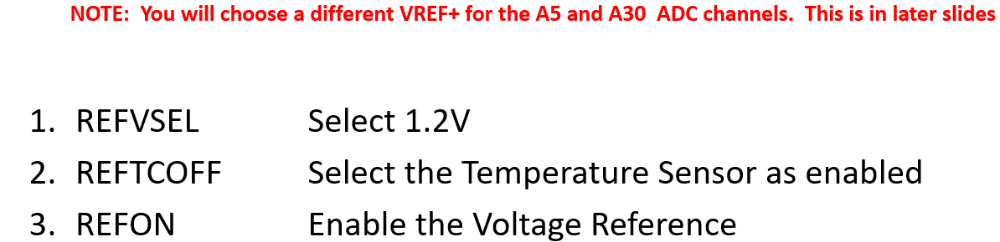 NOTE:  You will choose a different VREF+ for the A5 and A30  ADC channels.  This is in later slides
1. REFVSEL Select 1.2V
2. REFTCOFF Select the Temperature Sensor as enabled
3. REFON Enable the Voltage Reference